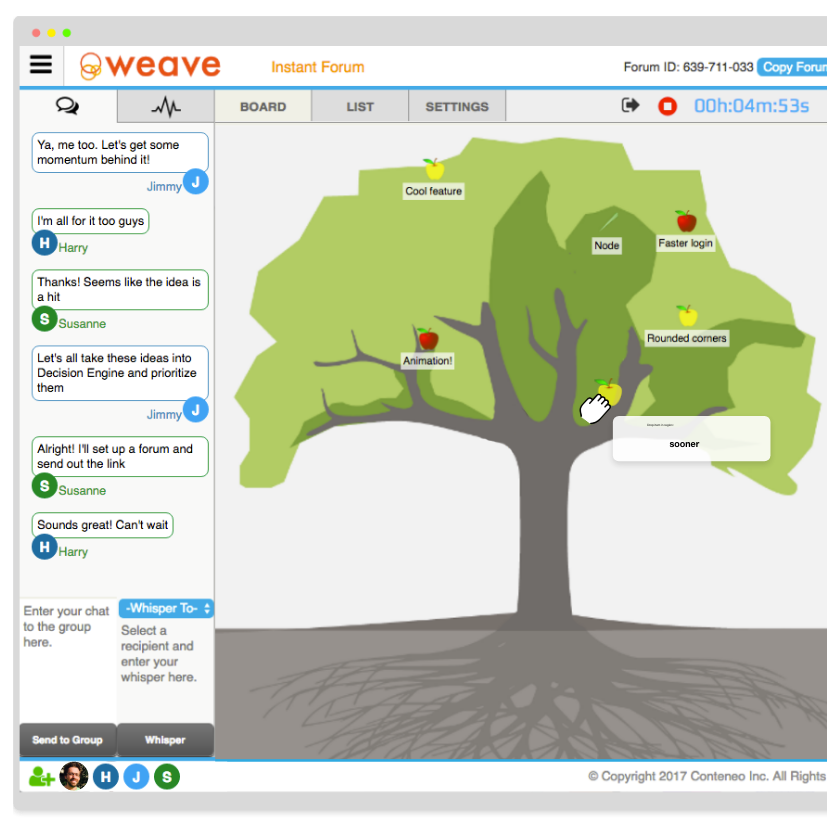 weave
Instant Forum
Forum ID: 639-711-033
Copy Forum
BOARD
LIST
SETTINGS
00h:04m:53s
Ya, me too. Let's get some
momentum behind it!
Jimmy J
I'm all for it too guys
H Harry
Thanks! Seems like the idea is
a hit
S Susanne
Let's all take these ideas into
Decision Engine and prioritize
them
Jimmy J
Alright! I'll set up a forum and
send out the link
S Susanne
Sounds great! Can't wait
H Harry
Enter your chat
to the group
here.
-Whisper To-
Select a
recipient and
enter your
whisper here.
Send to Group
Whisper
Cool feature
Node
Faster login
Rounded corners
Animation!
sooner
H J S
© Copyright 2017 Conteneo Inc. All Rights